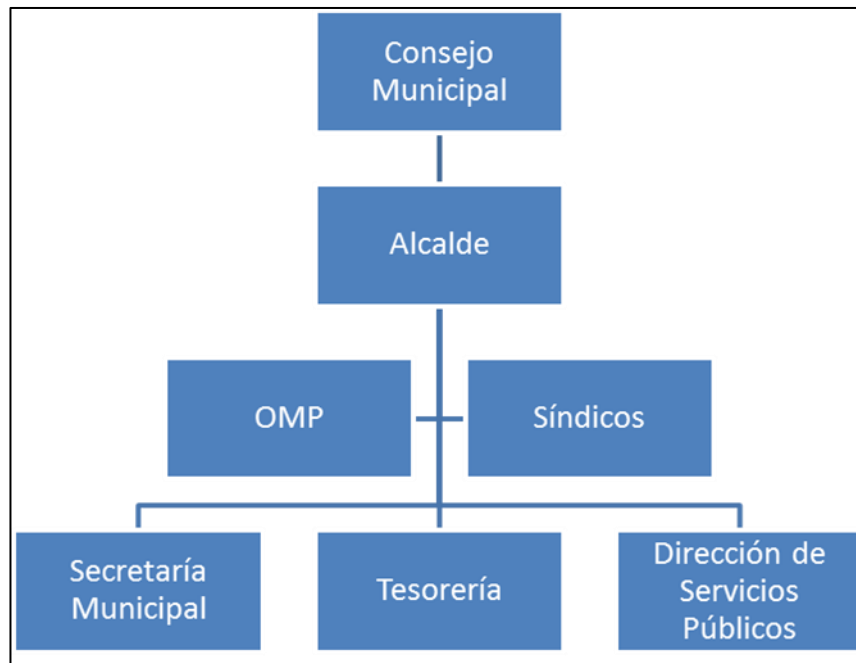 Consejo
Municipal
Alcalde
OMP
Síndicos
Secretaría
Municipal
Tesorería
Dirección de
Servicios
Públicos